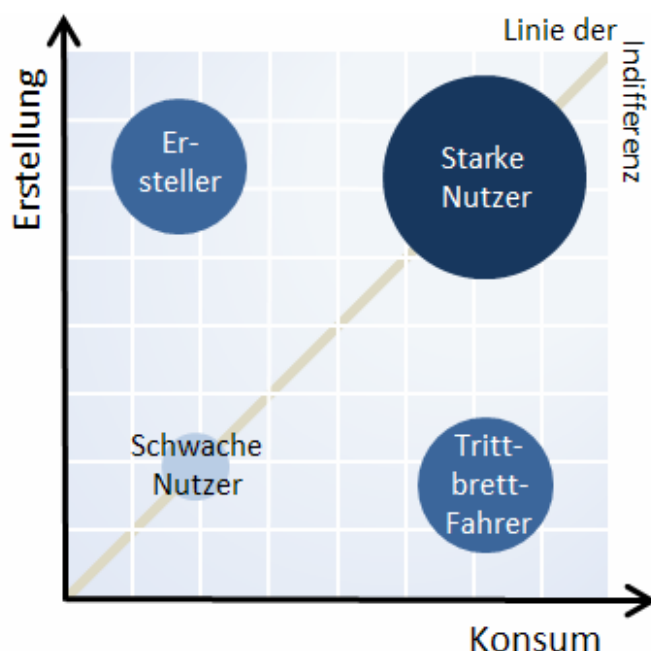 Linie der
Indifferenz
Erstellung
Er-
steller
Starke
Nutzer
Schwache
Nutzer
Tritt-
brett-
Fahrer
Konsum